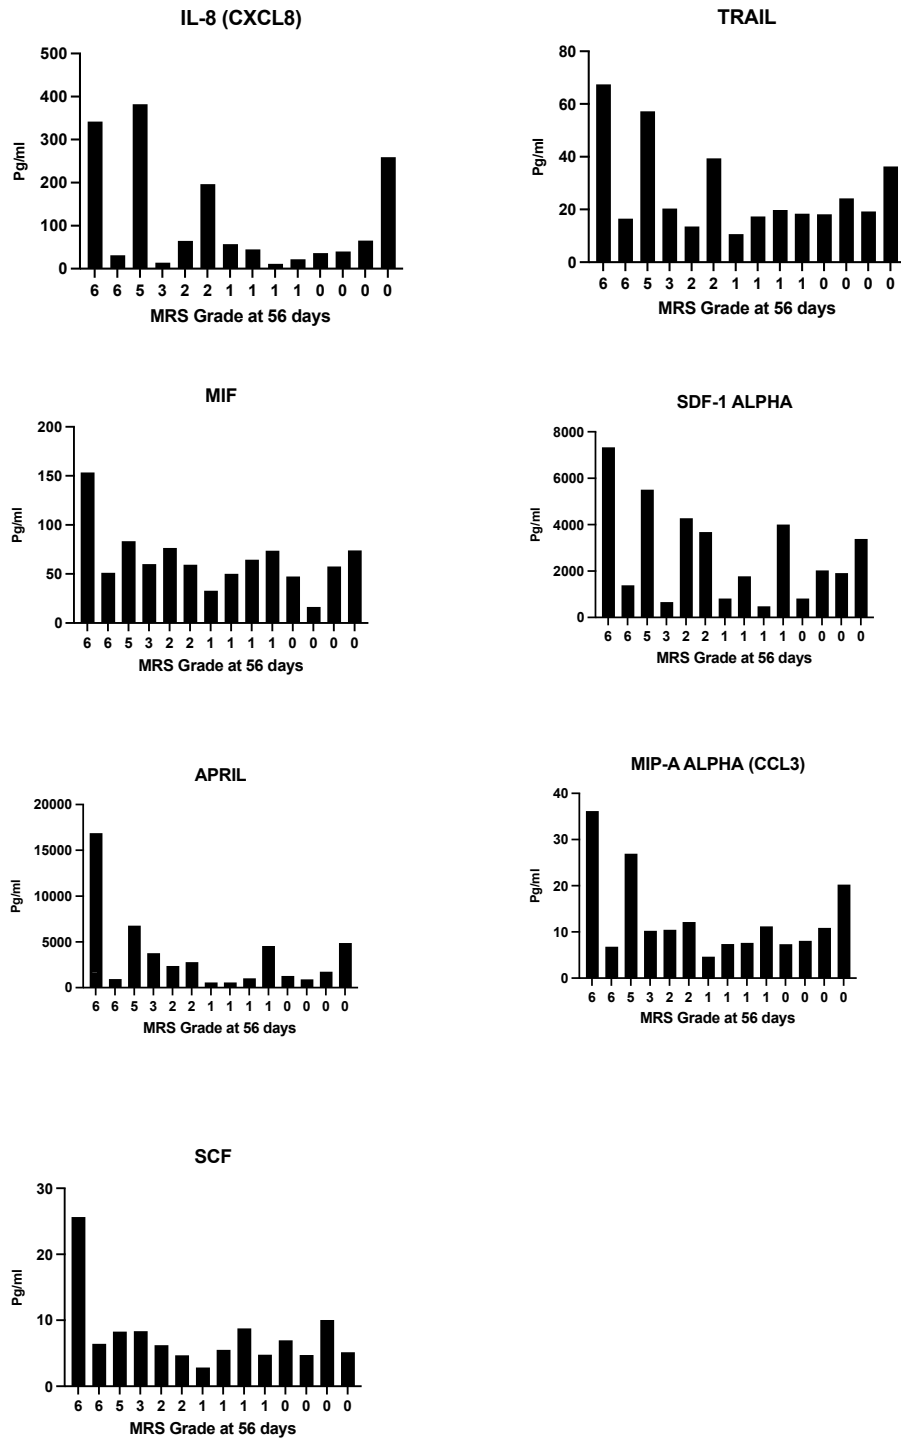 IL-8 (CXCL8)
500
400
300
200
100
0
Pg/ml
6 6 5 3 2 2 1 1 1 1 0 0 0 0
MRS Grade at 56 days
TRAIL
80
60
40
20
0
Pg/ml
6 6 5 3 2 2 1 1 1 1 0 0 0 0
MRS Grade at 56 days
MIF
200
150
100
50
0
Pg/ml
6 6 5 3 2 2 1 1 1 1 0 0 0 0
MRS Grade at 56 days
SDF-1 ALPHA
8000
6000
4000
2000
0
Pg/ml
6 6 5 3 2 2 1 1 1 1 0 0 0 0
MRS Grade at 56 days
APRIL
20000
15000
10000
5000
0
Pg/ml
6 6 5 3 2 2 1 1 1 1 0 0 0 0
MRS Grade at 56 days
MIP-A ALPHA (CCL3)
40
30
20
10
0
Pg/ml
6 6 5 3 2 2 1 1 1 1 0 0 0 0
MRS Grade at 56 days
SCF
30
20
10
0
Pg/ml
6 6 5 3 2 2 1 1 1 1 0 0 0 0
MRS Grade at 56 days